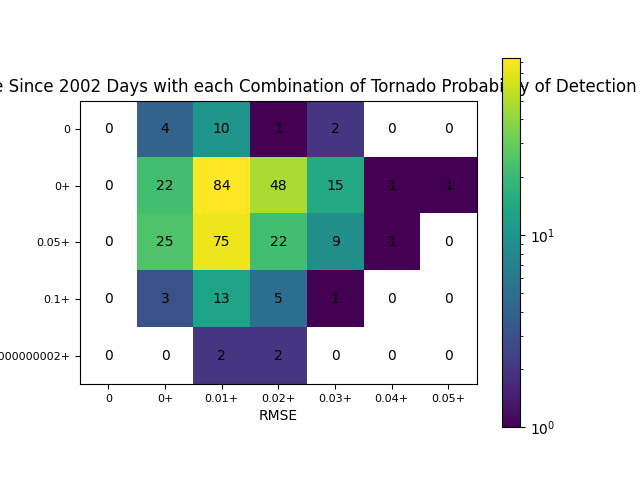 e Since 2002 Days with each Combination of Tornado Probability of Detection
0 0 4 10 1 2 0 0
0+ 0 22 84 48 15 1 1
0.05+ 0 25 75 22 9 1 0
0.1+ 0 3 13 5 1 0 0
000000002+ 0 0 2 2 0 0 0
0 0+ 0.01+ 0.02+ 0.03+ 0.04+ 0.05+
RMSE
10¹
10⁰